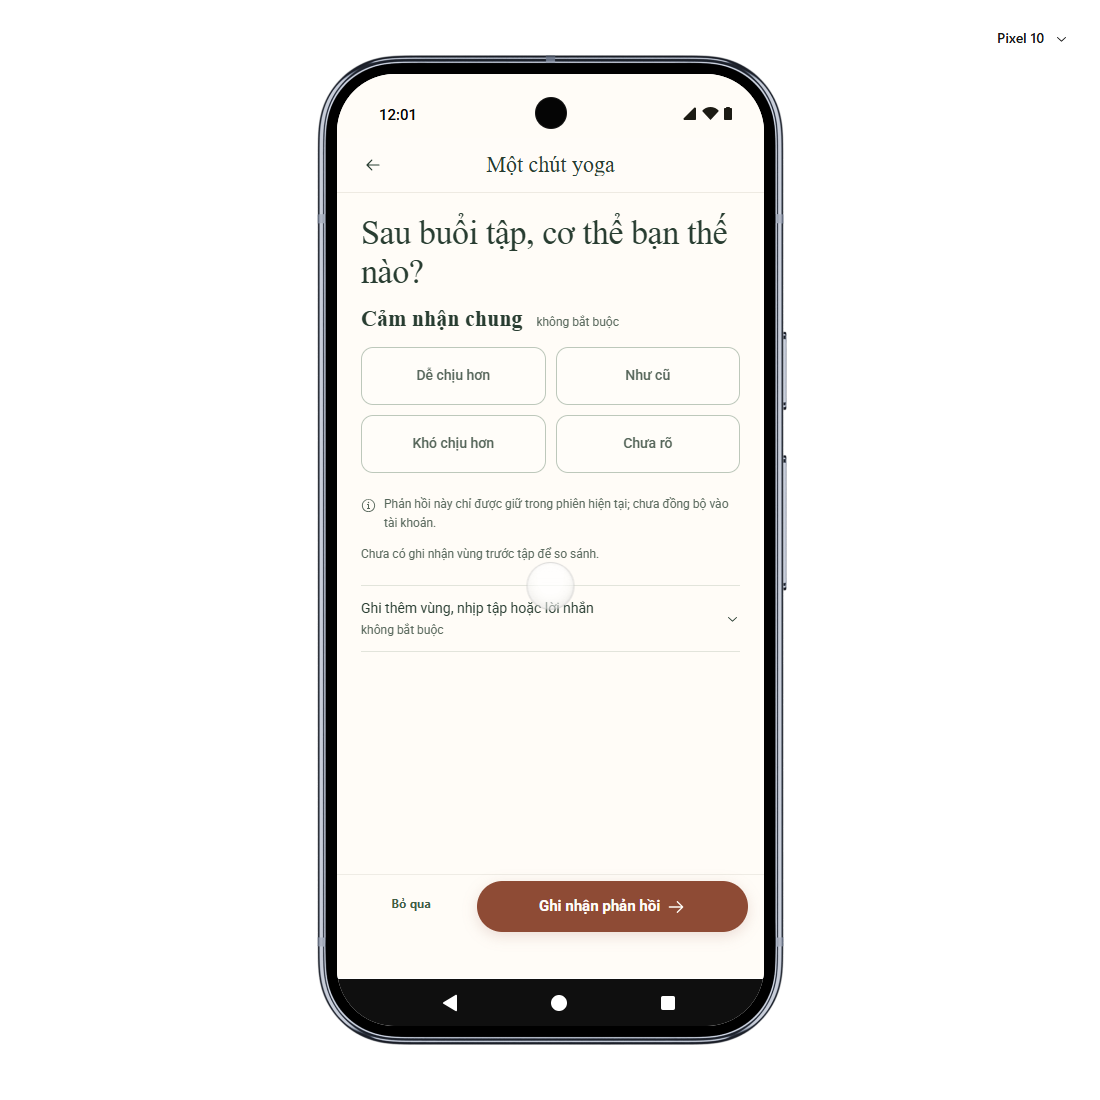 Pixel 10
12:01
Một chút yoga
Sau buổi tập, cơ thể bạn thế
nào?
Cảm nhận chung không bắt buộc
Dễ chịu hơn
Như cũ
Khó chịu hơn
Chưa rõ
Phản hồi này chỉ được giữ trong phiên hiện tại; chưa đồng bộ vào
tài khoản.
Chưa có ghi nhận vùng trước tập để so sánh.
Ghi thêm vùng, nhịp tập hoặc lời nhắn
không bắt buộc
Bỏ qua
Ghi nhận phản hồi